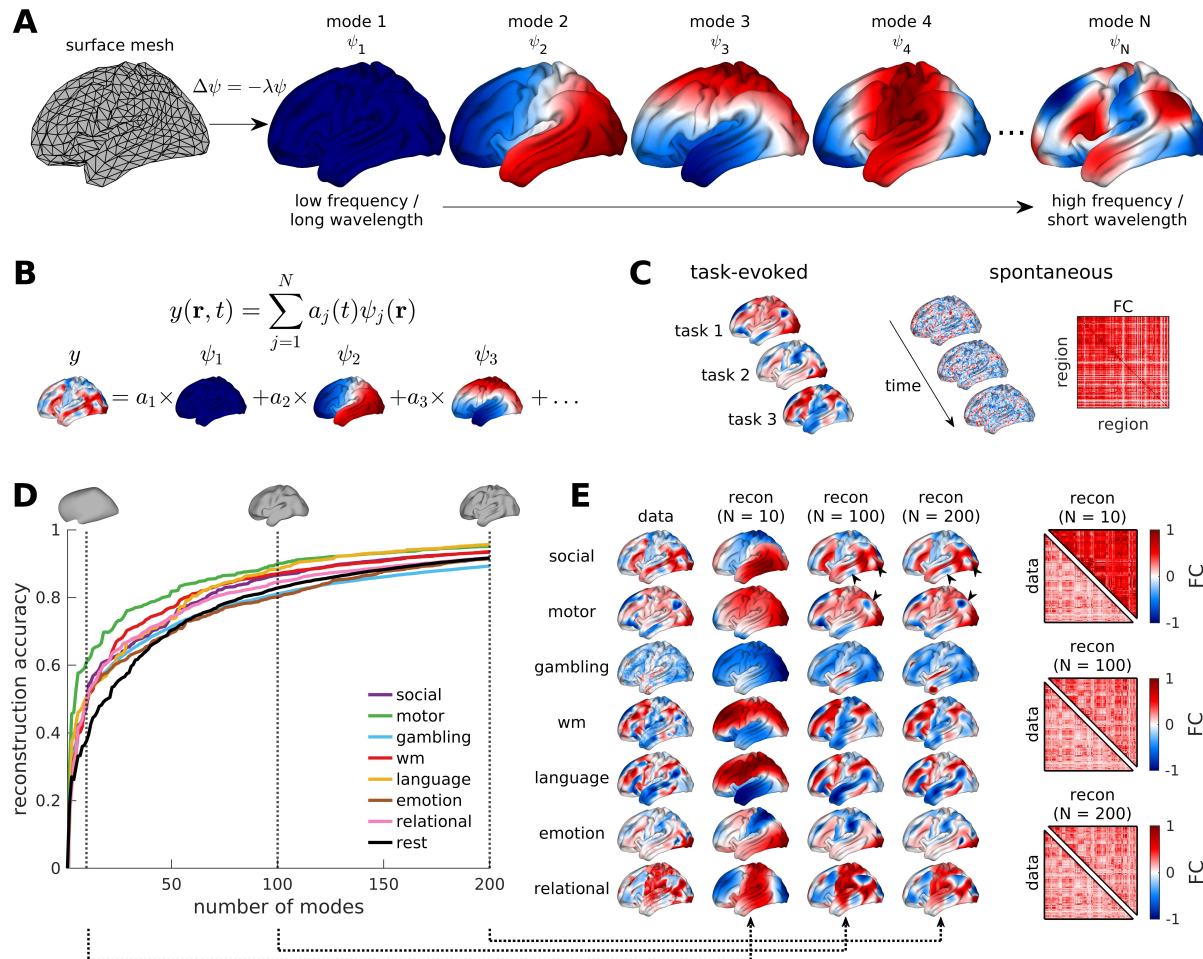 A
surface mesh
Δψ = −λψ
mode 1
ψ1
mode 2
ψ2
mode 3
ψ3
mode 4
ψ4
...
mode N
ψN
low frequency /
long wavelength
high frequency /
short wavelength
B
y(r, t) = ∑ j=1 N aj(t)ψj(r)
y ψ1 ψ2 ψ3
= a1× +a2× +a3× + ...
C
task-evoked
task 1
task 2
task 3
spontaneous
time
FC
region
region
D
reconstruction accuracy
1
0.8
0.6
0.4
0.2
0
50 100 150 200
number of modes
social
motor
gambling
wm
language
emotion
relational
rest
E
data
recon
(N = 10)
recon
(N = 100)
recon
(N = 200)
social
motor
gambling
wm
language
emotion
relational
recon
(N = 10)
data
1
0
-1
FC
recon
(N = 100)
data
1
0
-1
FC
recon
(N = 200)
data
1
0
-1
FC